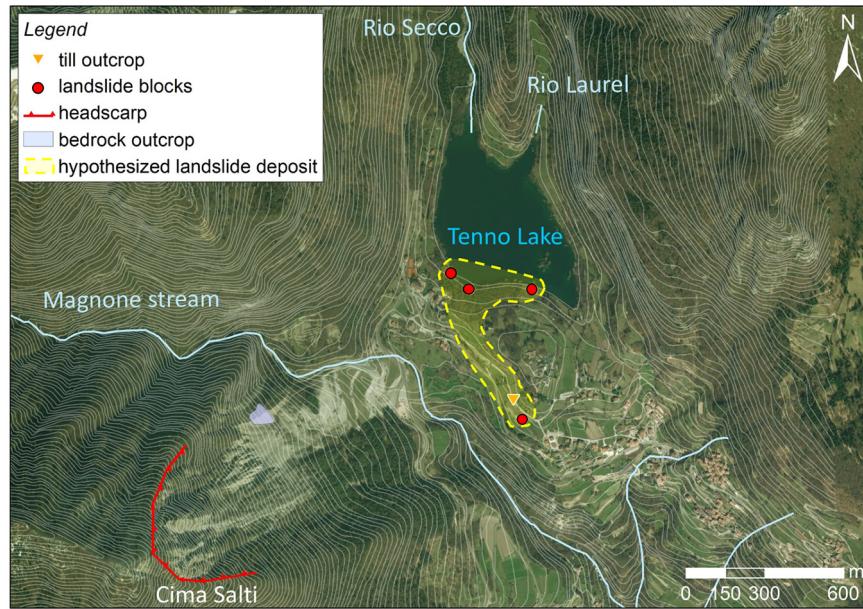 Legend
till outcrop
landslide blocks
headscarp
bedrock outcrop
hypothesized landslide deposit
Rio Secco
N
Rio Laurel
Tenno Lake
Magnone stream
Cima Salti
m
0 150 300 600